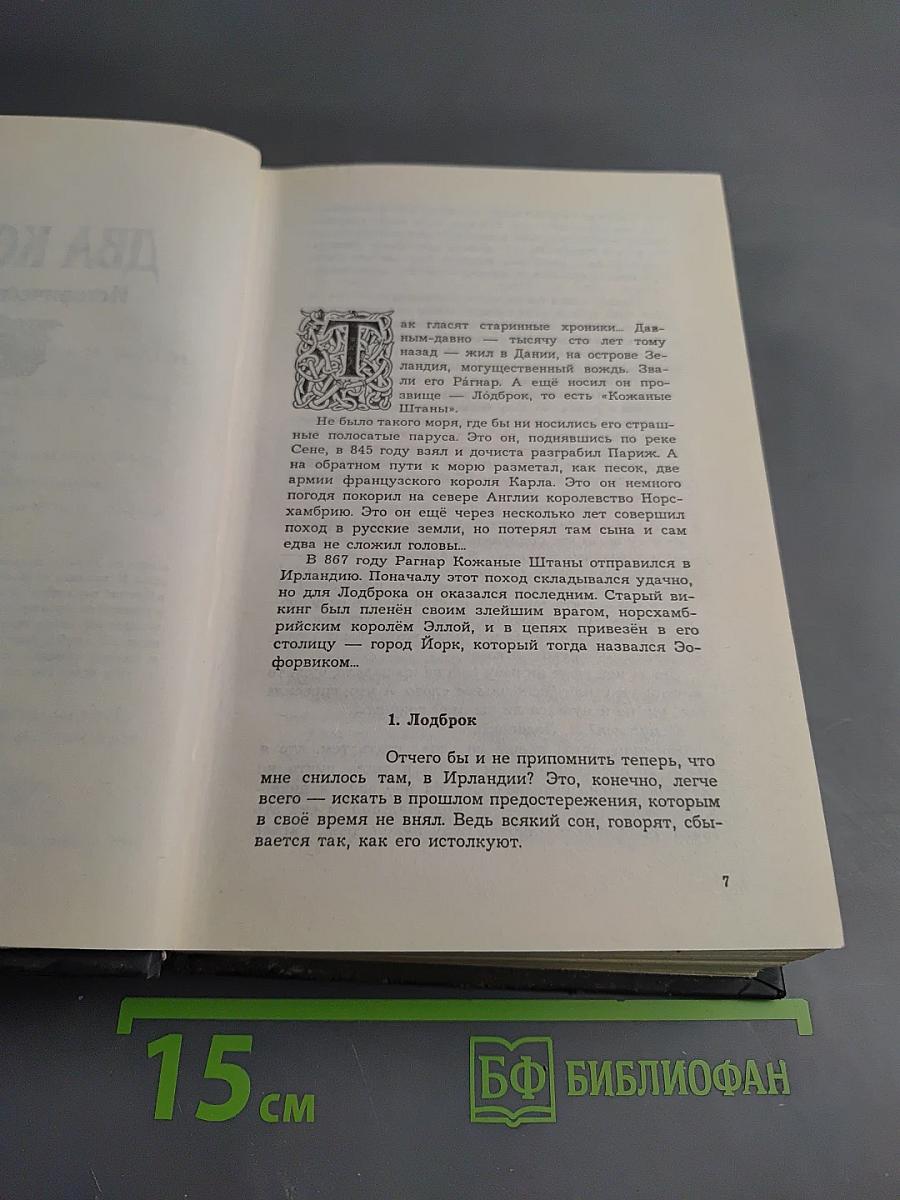 ДВА КО
Так гласят старинные хроники... Дав-
ным-давно — тысячу сто лет тому
назад — жил в Дании, на острове Зе-
ландия, могущественный вождь. Зва-
ли его Рáгнар. А ещё носил он про-
звище — Лóдброк, то есть «Кожаные
Штаны».
Не было такого моря, где бы ни носились его страш-
ные полосатые паруса. Это он, поднявшись по реке
Сене, в 845 году взял и дочиста разграбил Париж. А
на обратном пути к морю разметал, как песок, две
армии французского короля Карла. Это он немного
погодя покорил на севере Англии королевство Норс-
хамбрию. Это он ещё через несколько лет совершил
поход в русские земли, но потерял там сына и сам
едва не сложил головы...
В 867 году Рагнар Кожаные Штаны отправился в
Ирландию. Поначалу этот поход складывался удачно,
но для Лодброка он оказался последним. Старый ви-
кинг был пленён своим злейшим врагом, норсхамб-
рийским королём Эллой, и в цепях привезён в его
столицу — город Йорк, который тогда назвался Эо-
форвиком...
1. Лодброк
Отчего бы и не припомнить теперь, что
мне снилось там, в Ирландии? Это, конечно, легче
всего — искать в прошлом предостережения, которым
в своё время не внял. Ведь всякий сон, говорят, сбы-
вается так, как его истолкуют.
7
15 см
БФ БИБЛИОФАН